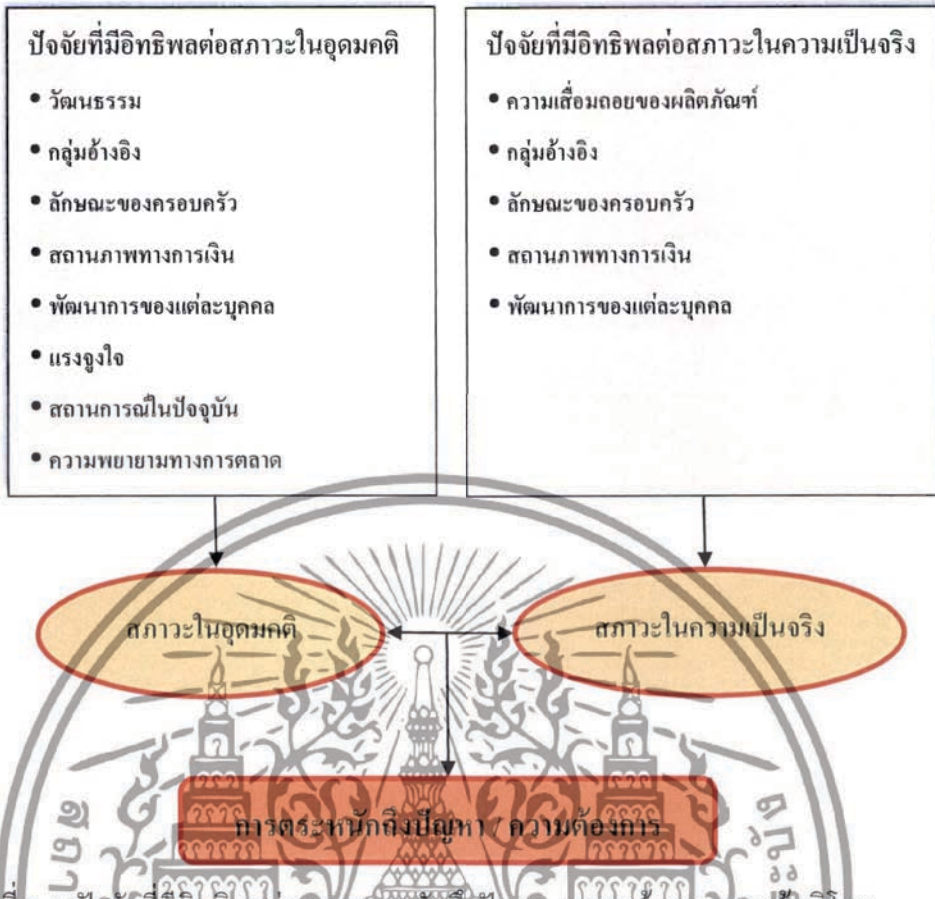 ปัจจัยที่มีอิทธิพลต่อสภาวะในอุดมคติ
• วัฒนธรรม
• กลุ่มอ้างอิง
• ลักษณะของครอบครัว
• สถานภาพทางการเงิน
• พัฒนาการของแต่ละบุคคล
• แรงจูงใจ
• สถานการณ์ในปัจจุบัน
• ความพยายามทางการตลาด
ปัจจัยที่มีอิทธิพลต่อสภาวะในความเป็นจริง
• ความเสื่อมถอยของผลิตภัณฑ์
• กลุ่มอ้างอิง
• ลักษณะของครอบครัว
• สถานภาพทางการเงิน
• พัฒนาการของแต่ละบุคคล
สภาวะในอุดมคติ
สภาวะในความเป็นจริง
การตระหนักถึงปัญหา / ความต้องการ